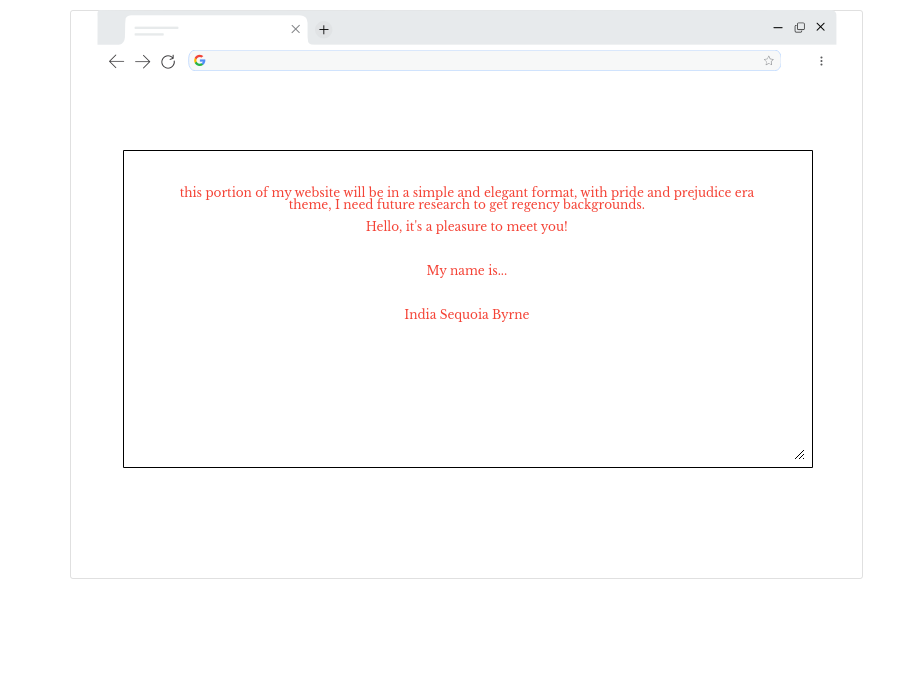 this portion of my website will be in a simple and elegant format, with pride and prejudice era
theme, I need future research to get regency backgrounds.
Hello, it's a pleasure to meet you!
My name is...
India Sequoia Byrne